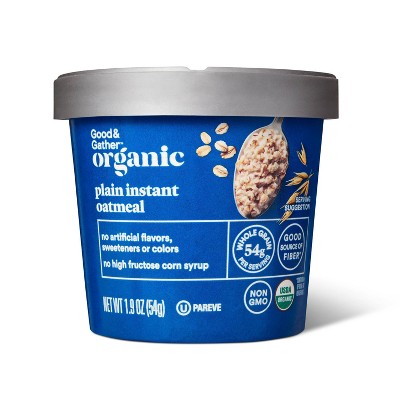 Good&
Gather™
organic
plain instant
oatmeal
SERVING
SUGGESTION
no artificial flavors,
sweeteners or colors
no high fructose corn syrup
WHOLE GRAIN
54g
PER SERVING
GOOD
SOURCE OF
FIBER
NON
GMO
USDA
ORGANIC
NET WT 1.9 OZ (54g)
U PAREVE